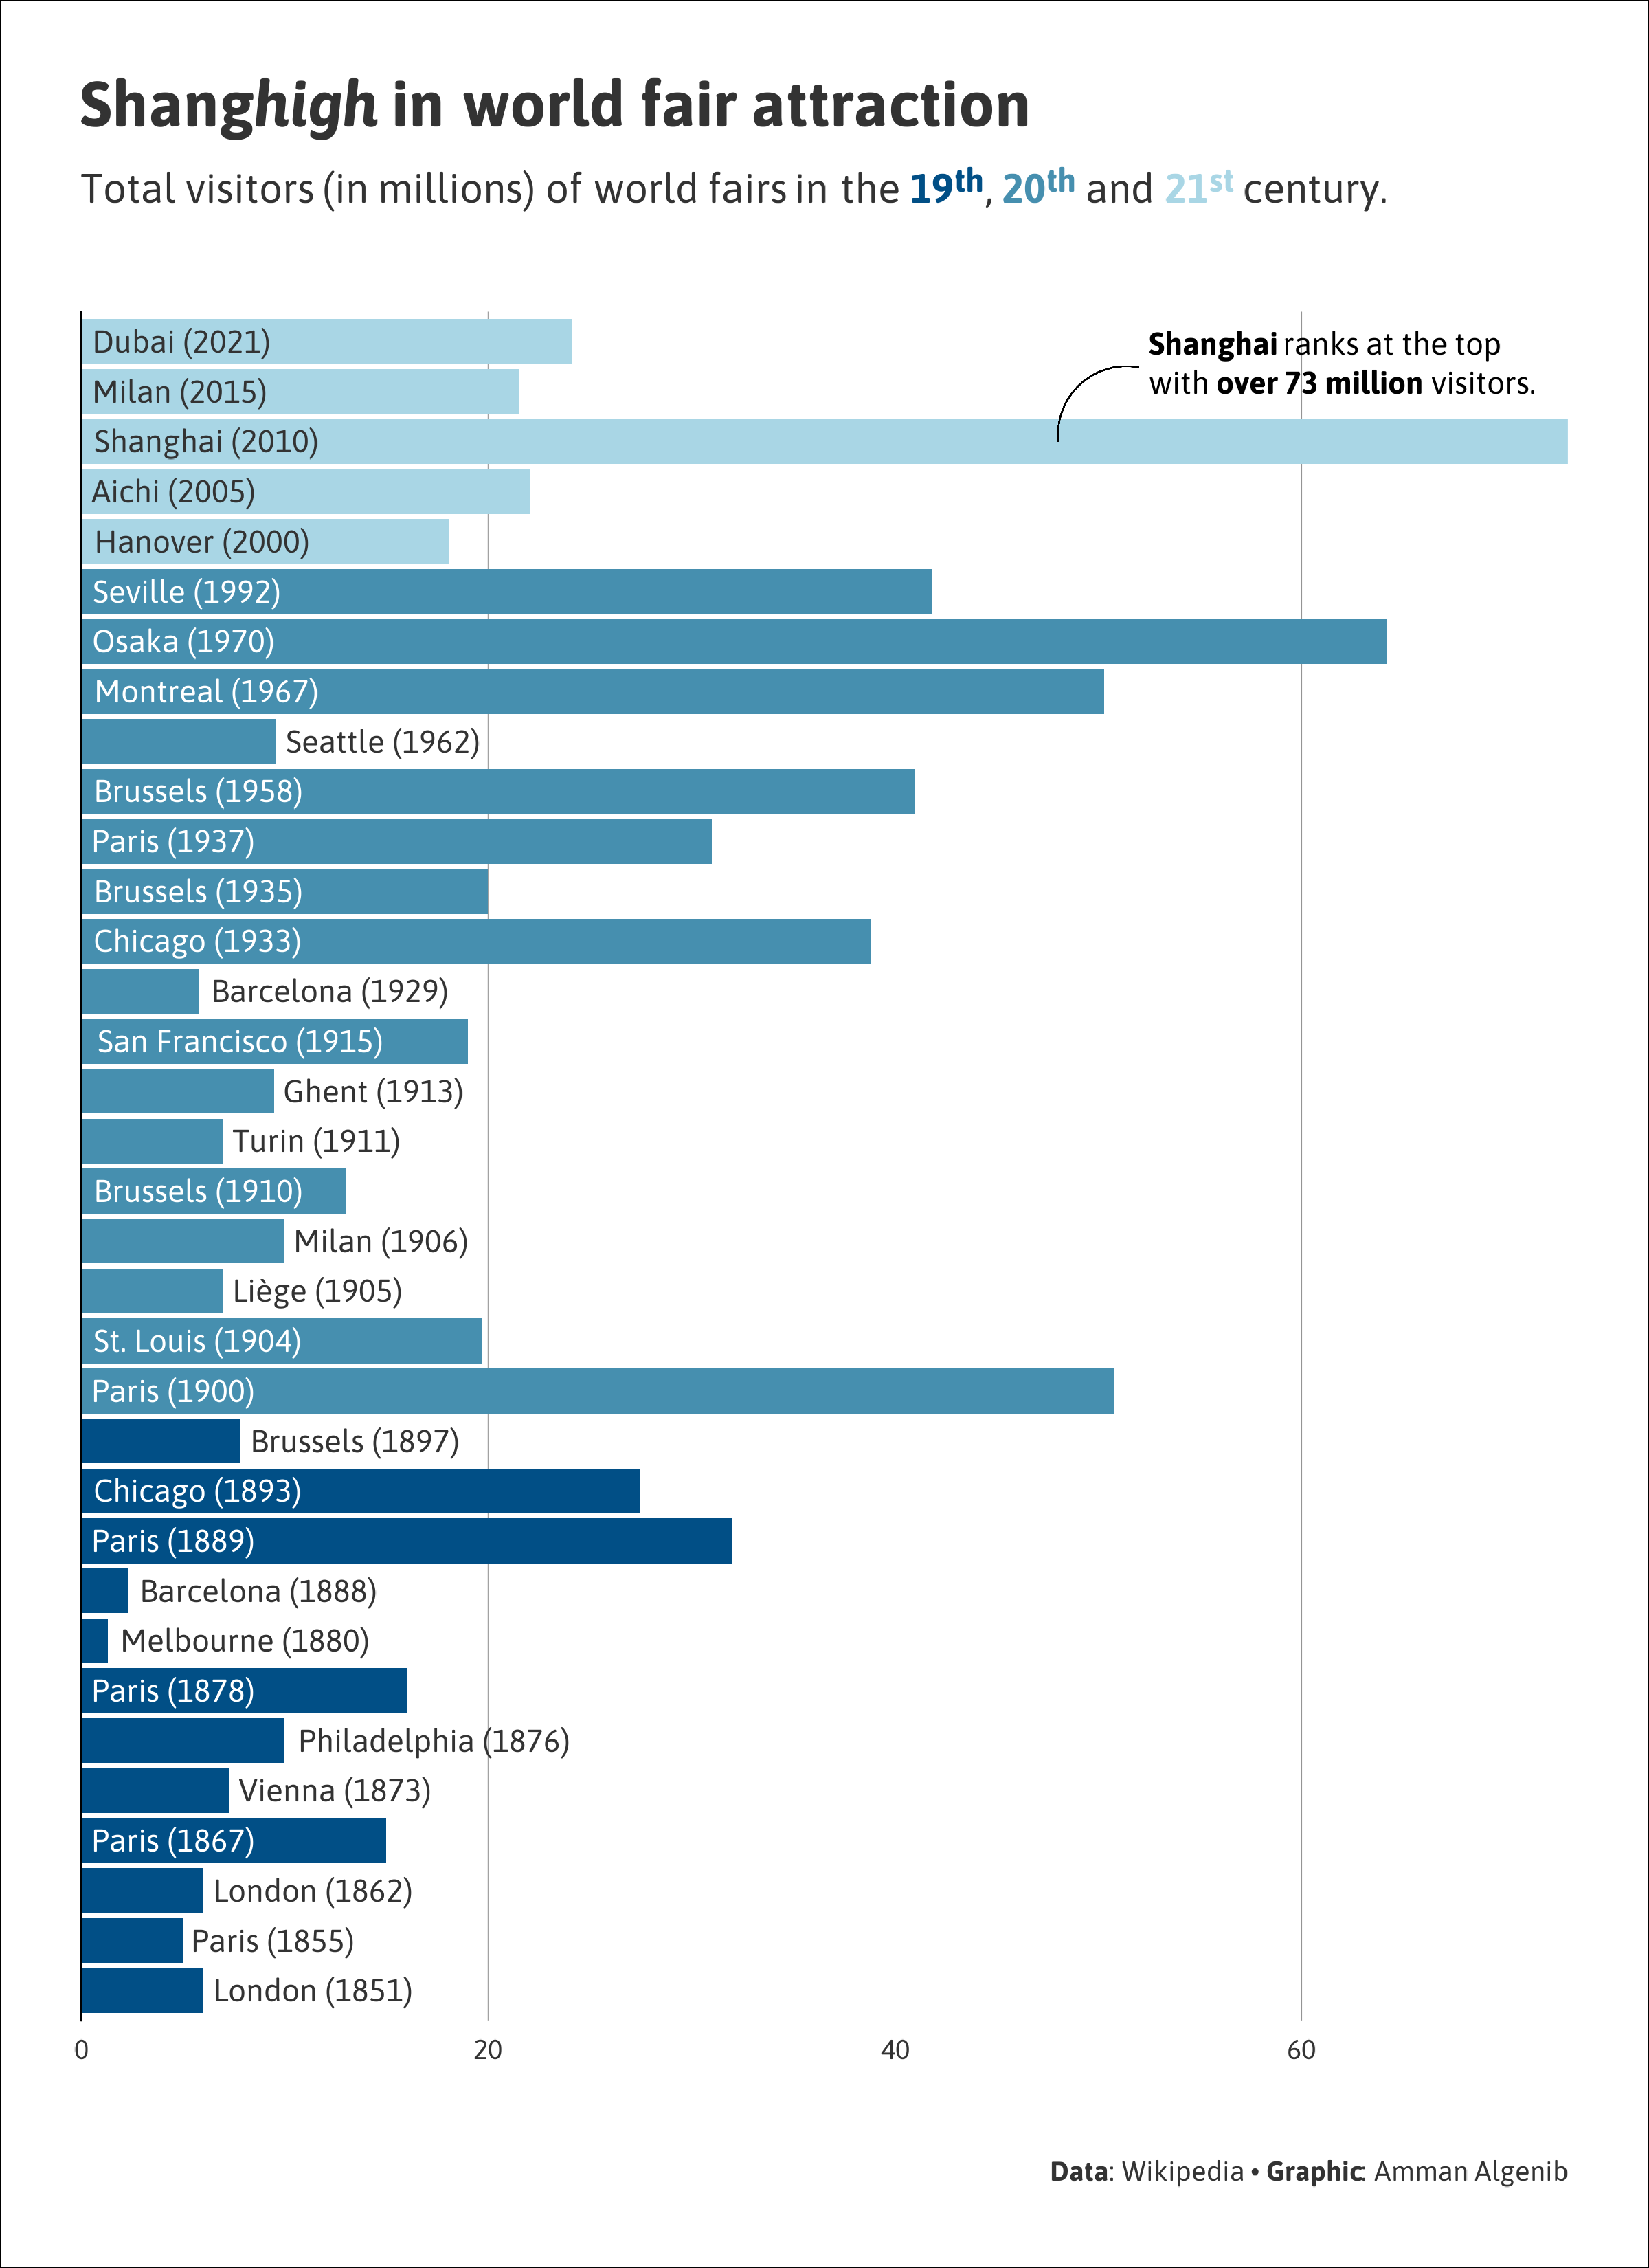 Shanghigh in world fair attraction
Total visitors (in millions) of world fairs in the 19th, 20th and 21st century.
Dubai (2021)
Shanghai ranks at the top
with over 73 million visitors.
Milan (2015)
Shanghai (2010)
Aichi (2005)
Hanover (2000)
Seville (1992)
Osaka (1970)
Montreal (1967)
Seattle (1962)
Brussels (1958)
Paris (1937)
Brussels (1935)
Chicago (1933)
Barcelona (1929)
San Francisco (1915)
Ghent (1913)
Turin (1911)
Brussels (1910)
Milan (1906)
Liège (1905)
St. Louis (1904)
Paris (1900)
Brussels (1897)
Chicago (1893)
Paris (1889)
Barcelona (1888)
Melbourne (1880)
Paris (1878)
Philadelphia (1876)
Vienna (1873)
Paris (1867)
London (1862)
Paris (1855)
London (1851)
0 20 40 60
Data: Wikipedia • Graphic: Amman Algenib